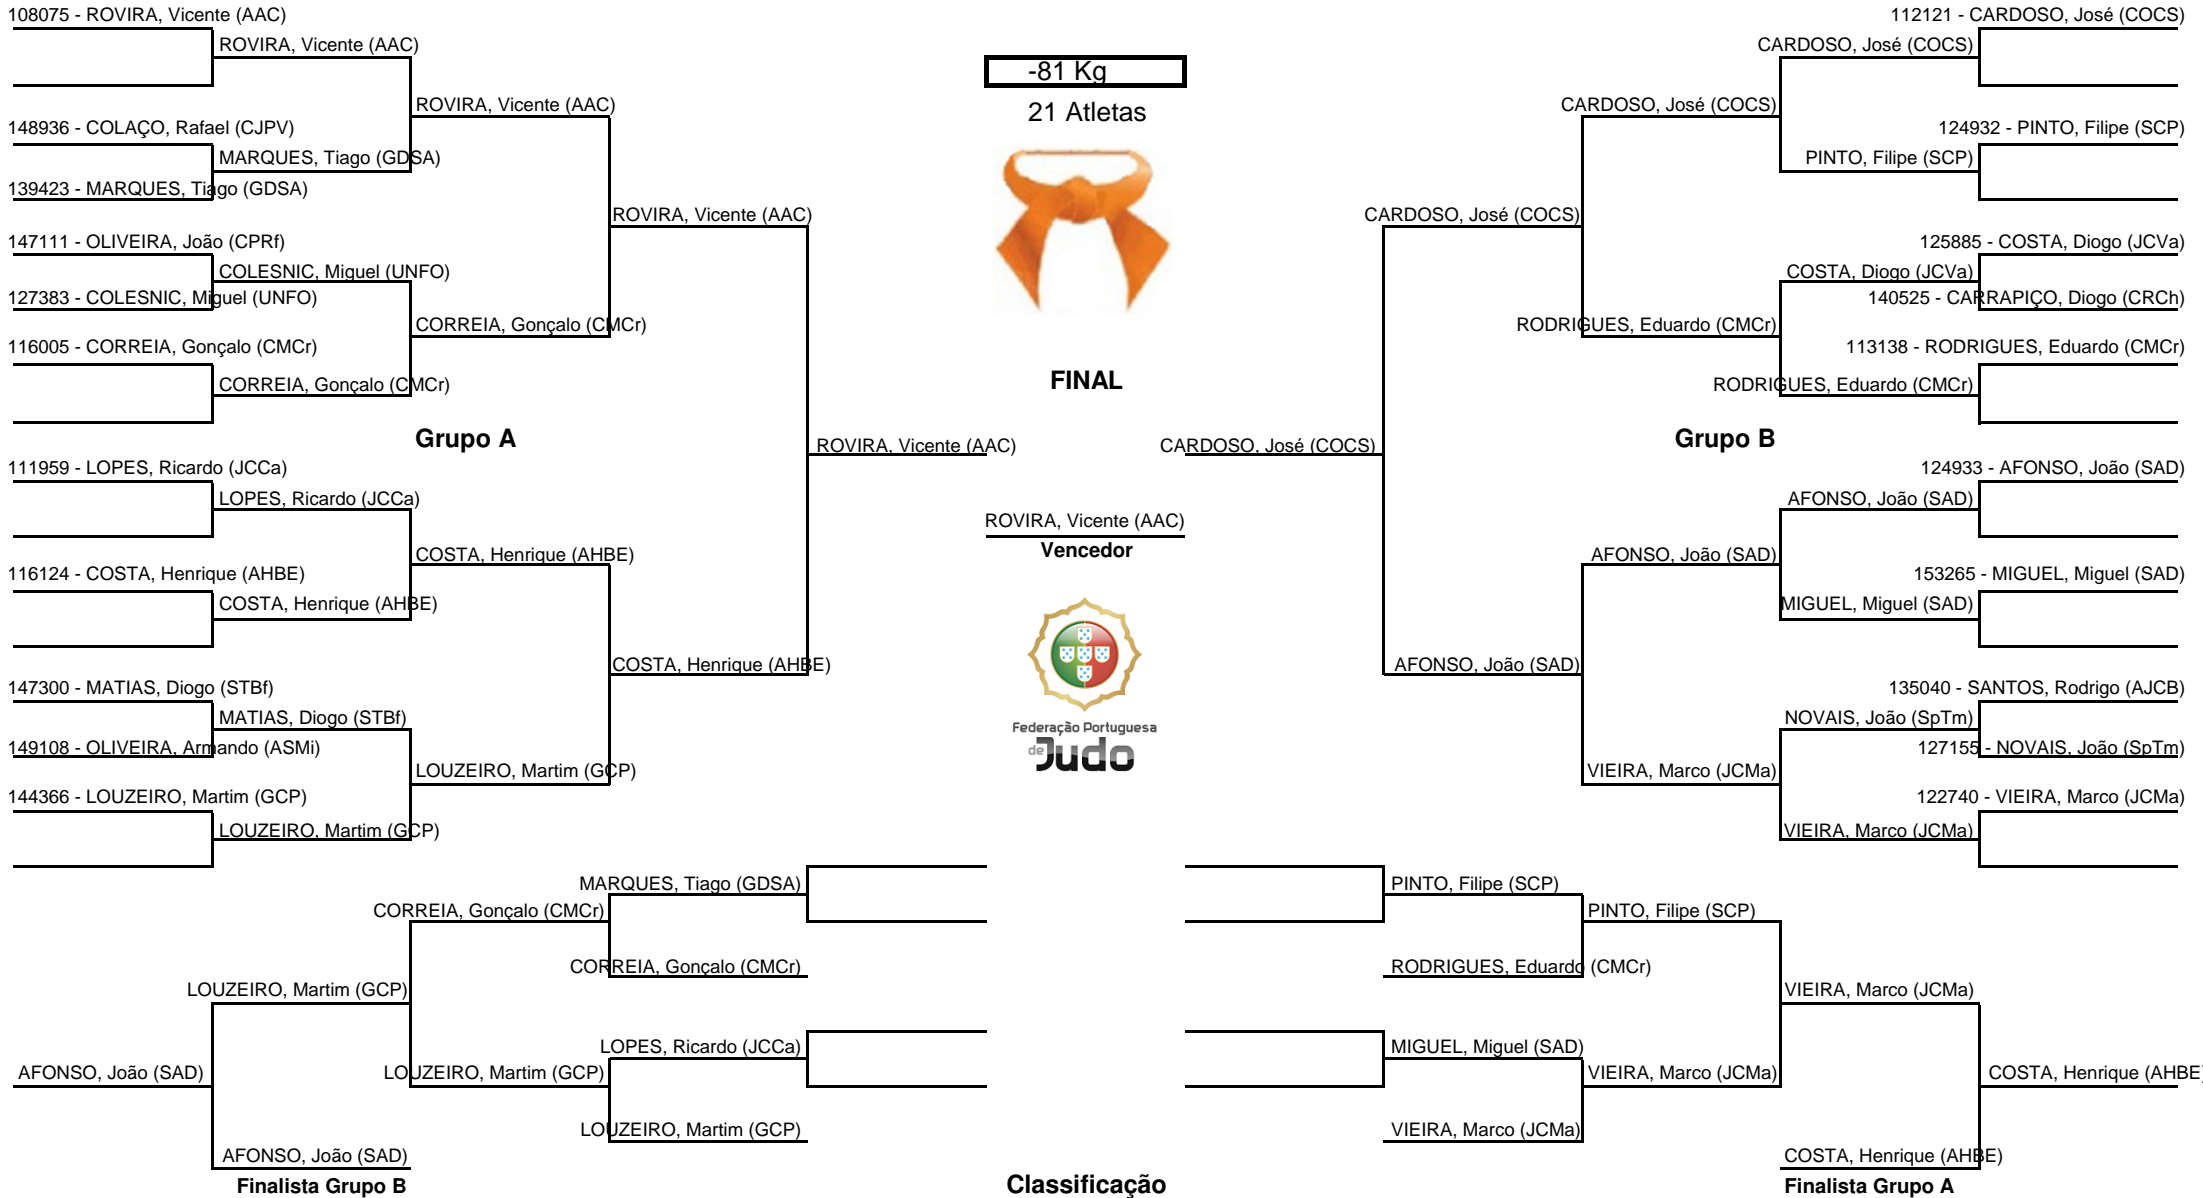 108075 - ROVIRA, Vicente (AAC)
ROVIRA, Vicente (AAC)
ROVIRA, Vicente (AAC)
148936 - COLAÇO, Rafael (CJPV)
MARQUES, Tiago (GDSA)
139423 - MARQUES, Tiago (GDSA)
ROVIRA, Vicente (AAC)
147111 - OLIVEIRA, João (CPRf)
COLESNIC, Miguel (UNFO)
127383 - COLESNIC, Miguel (UNFO)
CORREIA, Gonçalo (CMCr)
116005 - CORREIA, Gonçalo (CMCr)
CORREIA, Gonçalo (CMCr)
Grupo A
ROVIRA, Vicente (AAC)
111959 - LOPES, Ricardo (JCCa)
LOPES, Ricardo (JCCa)
COSTA, Henrique (AHBE)
116124 - COSTA, Henrique (AHBE)
COSTA, Henrique (AHBE)
COSTA, Henrique (AHBE)
147300 - MATIAS, Diogo (STBf)
MATIAS, Diogo (STBf)
149108 - OLIVEIRA, Armando (ASMi)
LOUZEIRO, Martim (GCP)
144366 - LOUZEIRO, Martim (GCP)
LOUZEIRO, Martim (GCP)
-81 Kg
21 Atletas
FINAL
ROVIRA, Vicente (AAC)
Vencedor
Federação Portuguesa
de Judo
112121 - CARDOSO, José (COCS)
CARDOSO, José (COCS)
CARDOSO, José (COCS)
124932 - PINTO, Filipe (SCP)
PINTO, Filipe (SCP)
CARDOSO, José (COCS)
125885 - COSTA, Diogo (JCVa)
COSTA, Diogo (JCVa)
140525 - CARRAPIÇO, Diogo (CRCh)
RODRIGUES, Eduardo (CMCr)
113138 - RODRIGUES, Eduardo (CMCr)
RODRIGUES, Eduardo (CMCr)
Grupo B
CARDOSO, José (COCS)
124933 - AFONSO, João (SAD)
AFONSO, João (SAD)
AFONSO, João (SAD)
153265 - MIGUEL, Miguel (SAD)
MIGUEL, Miguel (SAD)
AFONSO, João (SAD)
135040 - SANTOS, Rodrigo (AJCB)
NOVAIS, João (SpTm)
127155 - NOVAIS, João (SpTm)
VIEIRA, Marco (JCMa)
122740 - VIEIRA, Marco (JCMa)
VIEIRA, Marco (JCMa)
MARQUES, Tiago (GDSA)
CORREIA, Gonçalo (CMCr)
CORREIA, Gonçalo (CMCr)
LOUZEIRO, Martim (GCP)
LOPES, Ricardo (JCCa)
LOUZEIRO, Martim (GCP)
AFONSO, João (SAD)
LOUZEIRO, Martim (GCP)
AFONSO, João (SAD)
Finalista Grupo B
Classificação
PINTO, Filipe (SCP)
PINTO, Filipe (SCP)
RODRIGUES, Eduardo (CMCr)
VIEIRA, Marco (JCMa)
MIGUEL, Miguel (SAD)
VIEIRA, Marco (JCMa)
COSTA, Henrique (AHBE)
VIEIRA, Marco (JCMa)
COSTA, Henrique (AHBE)
Finalista Grupo A